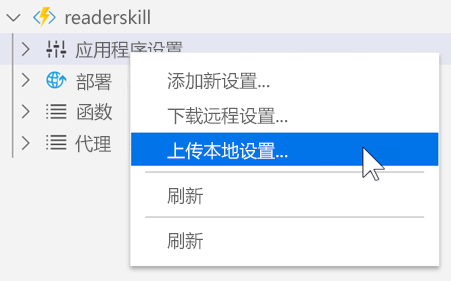 readerskill
应用程序设置
部署
函数
代理
添加新设置...
下载远程设置...
上传本地设置...
刷新
刷新